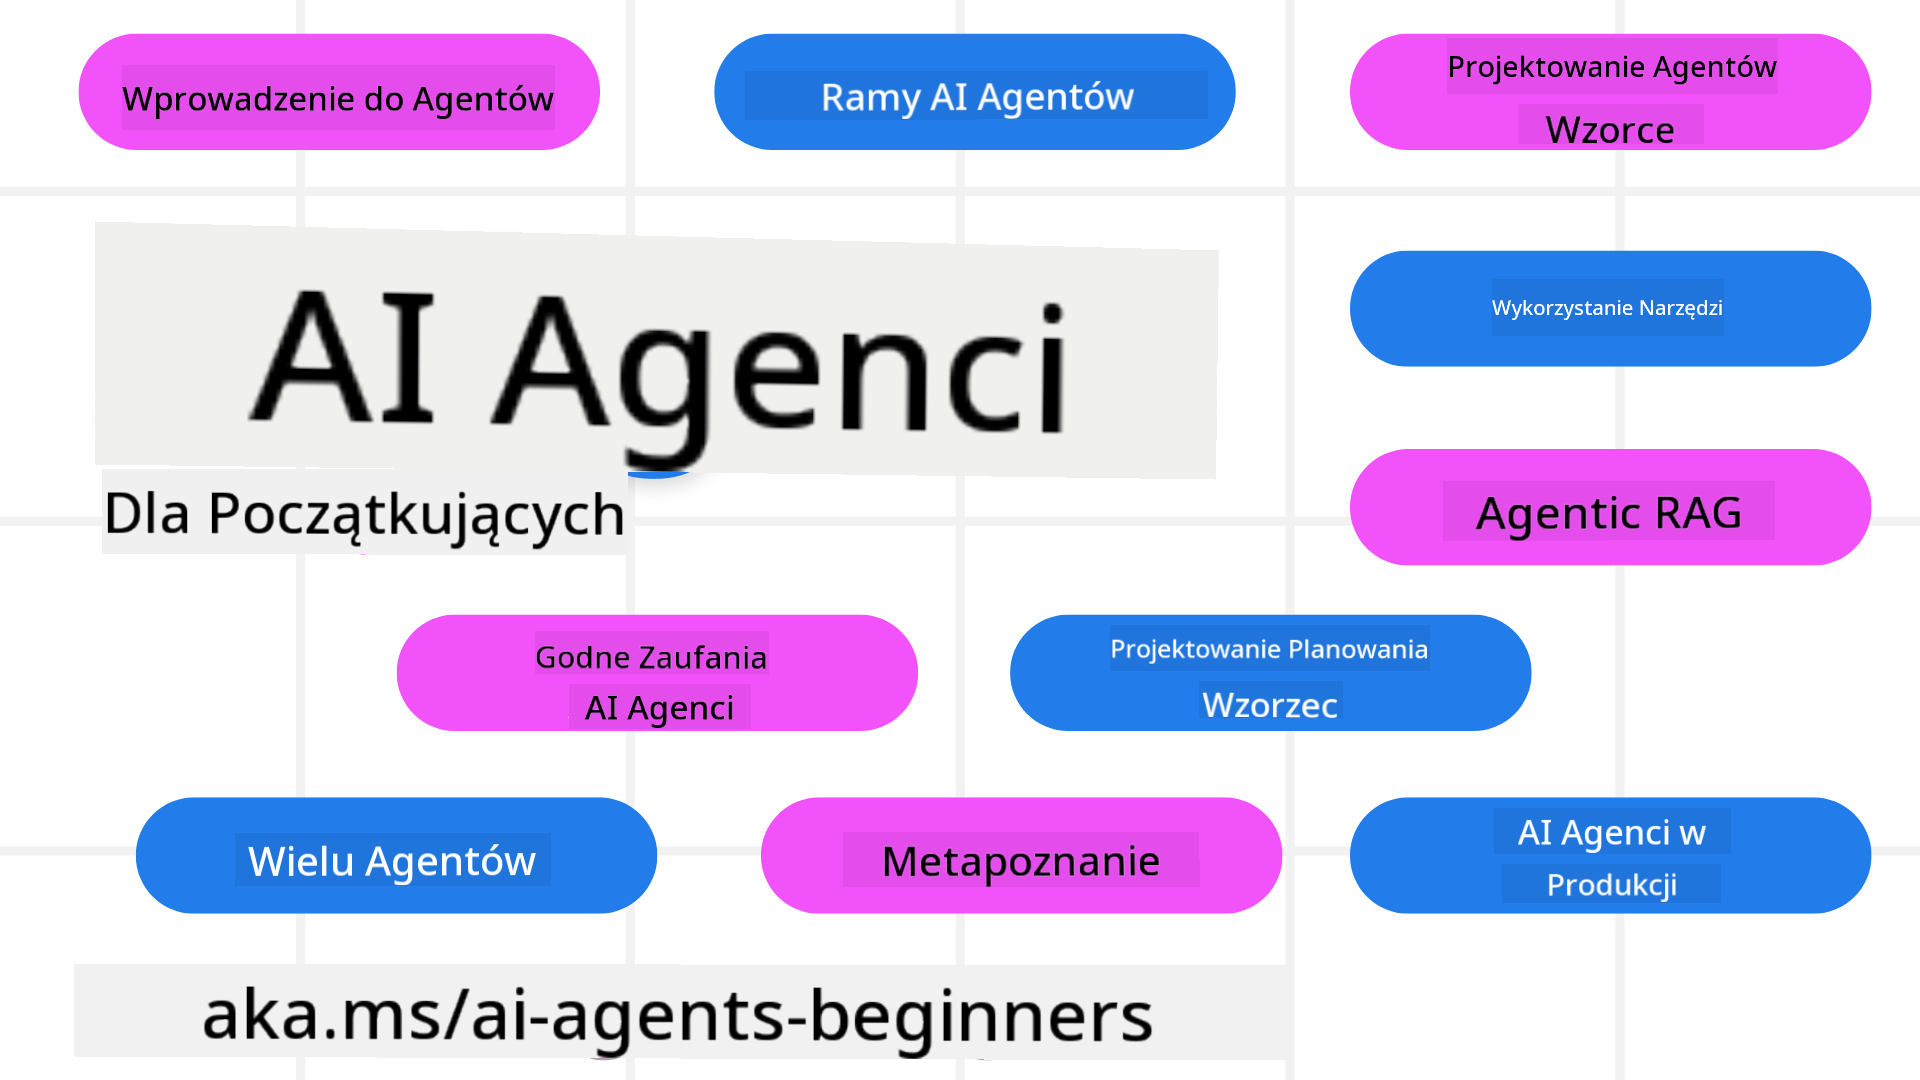 Wprowadzenie do Agentów
Ramy AI Agentów
Projektowanie Agentów
Wzorce
AI Agenci
Dla Początkujących
Wykorzystanie Narzędzi
Agentic RAG
Godne Zaufania
AI Agenci
Projektowanie Planowania
Wzorzec
Wielu Agentów
Metapoznanie
AI Agenci w
Produkcji
aka.ms/ai-agents-beginners